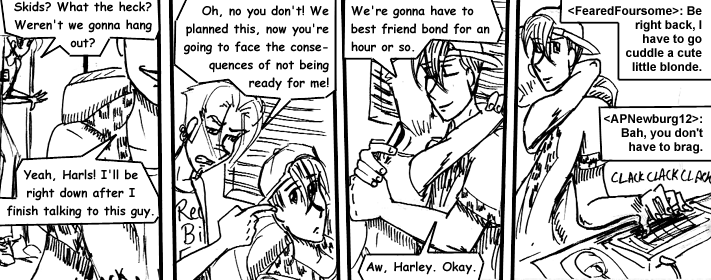 Skids? What the heck?
Weren't we gonna hang
out?
Yeah, Harls! I'll be
right down after I
finish talking to this guy.
Oh, no you don't! We
planned this, now you're
going to face the conse-
quences of not being
ready for me!
Re
Bi
We're gonna have to
best friend bond for an
hour or so.
Aw, Harley. Okay.
<FearedFoursome>: Be
right back, I
have to go
cuddle a cute
little blonde.
<APNewburg12>:
Bah, you don't
have to brag.
CLACK CLACK CLACK